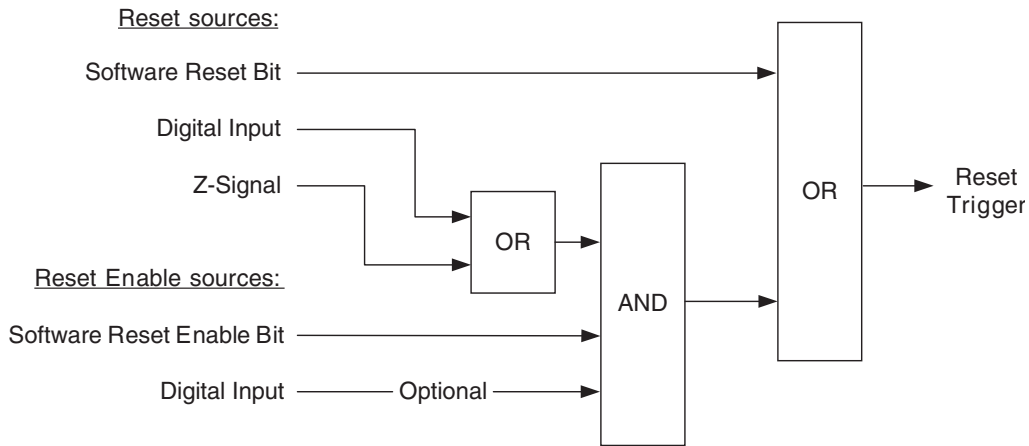 Reset sources:
Software Reset Bit
Digital Input
Z-Signal
OR
Reset Enable sources:
Software Reset Enable Bit
Digital Input
Optional
AND
OR
Reset
Trigger